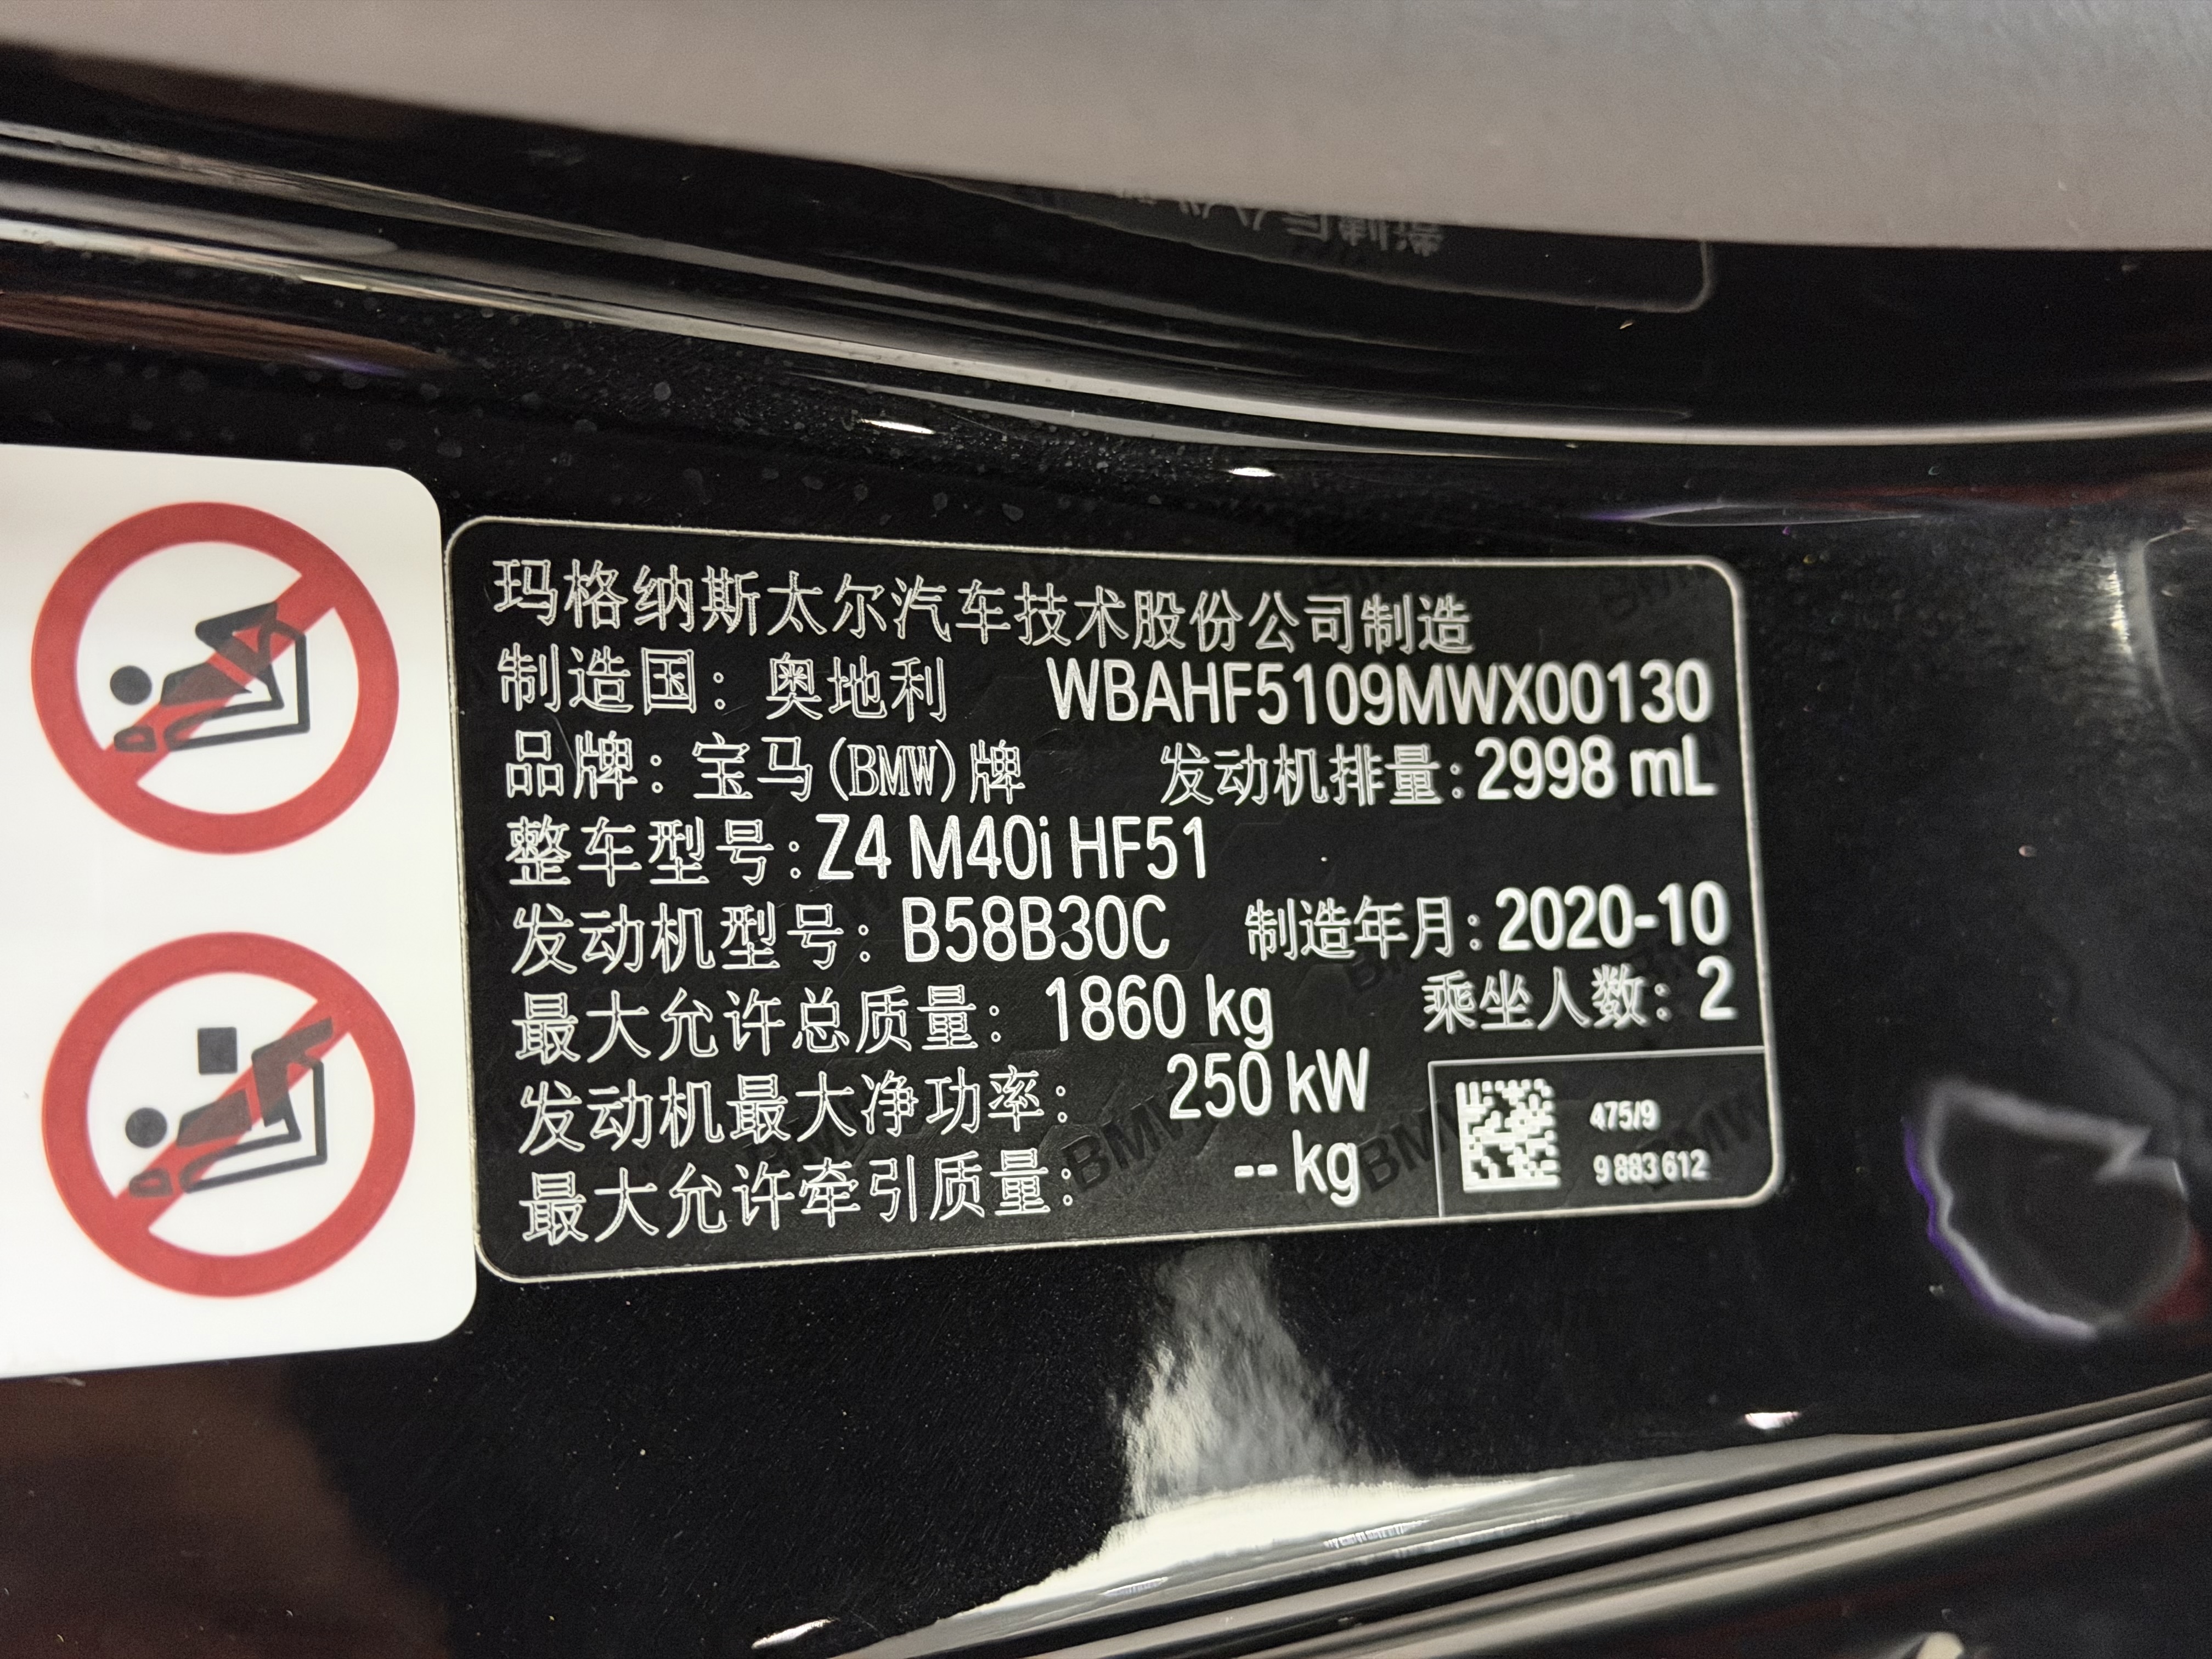 玛格纳斯太尔汽车技术股份公司制造
制造国：奥地利 WBAHF5109MWX00130
品牌：宝马(BMW)牌 发动机排量：2998 mL
整车型号：Z4 M40i HF51
发动机型号：B58B30C 制造年月：2020-10
最大允许总质量：1860 kg 乘坐人数：2
发动机最大净功率：250 kW
最大允许牵引质量：-- kg
475/9
9 883 612